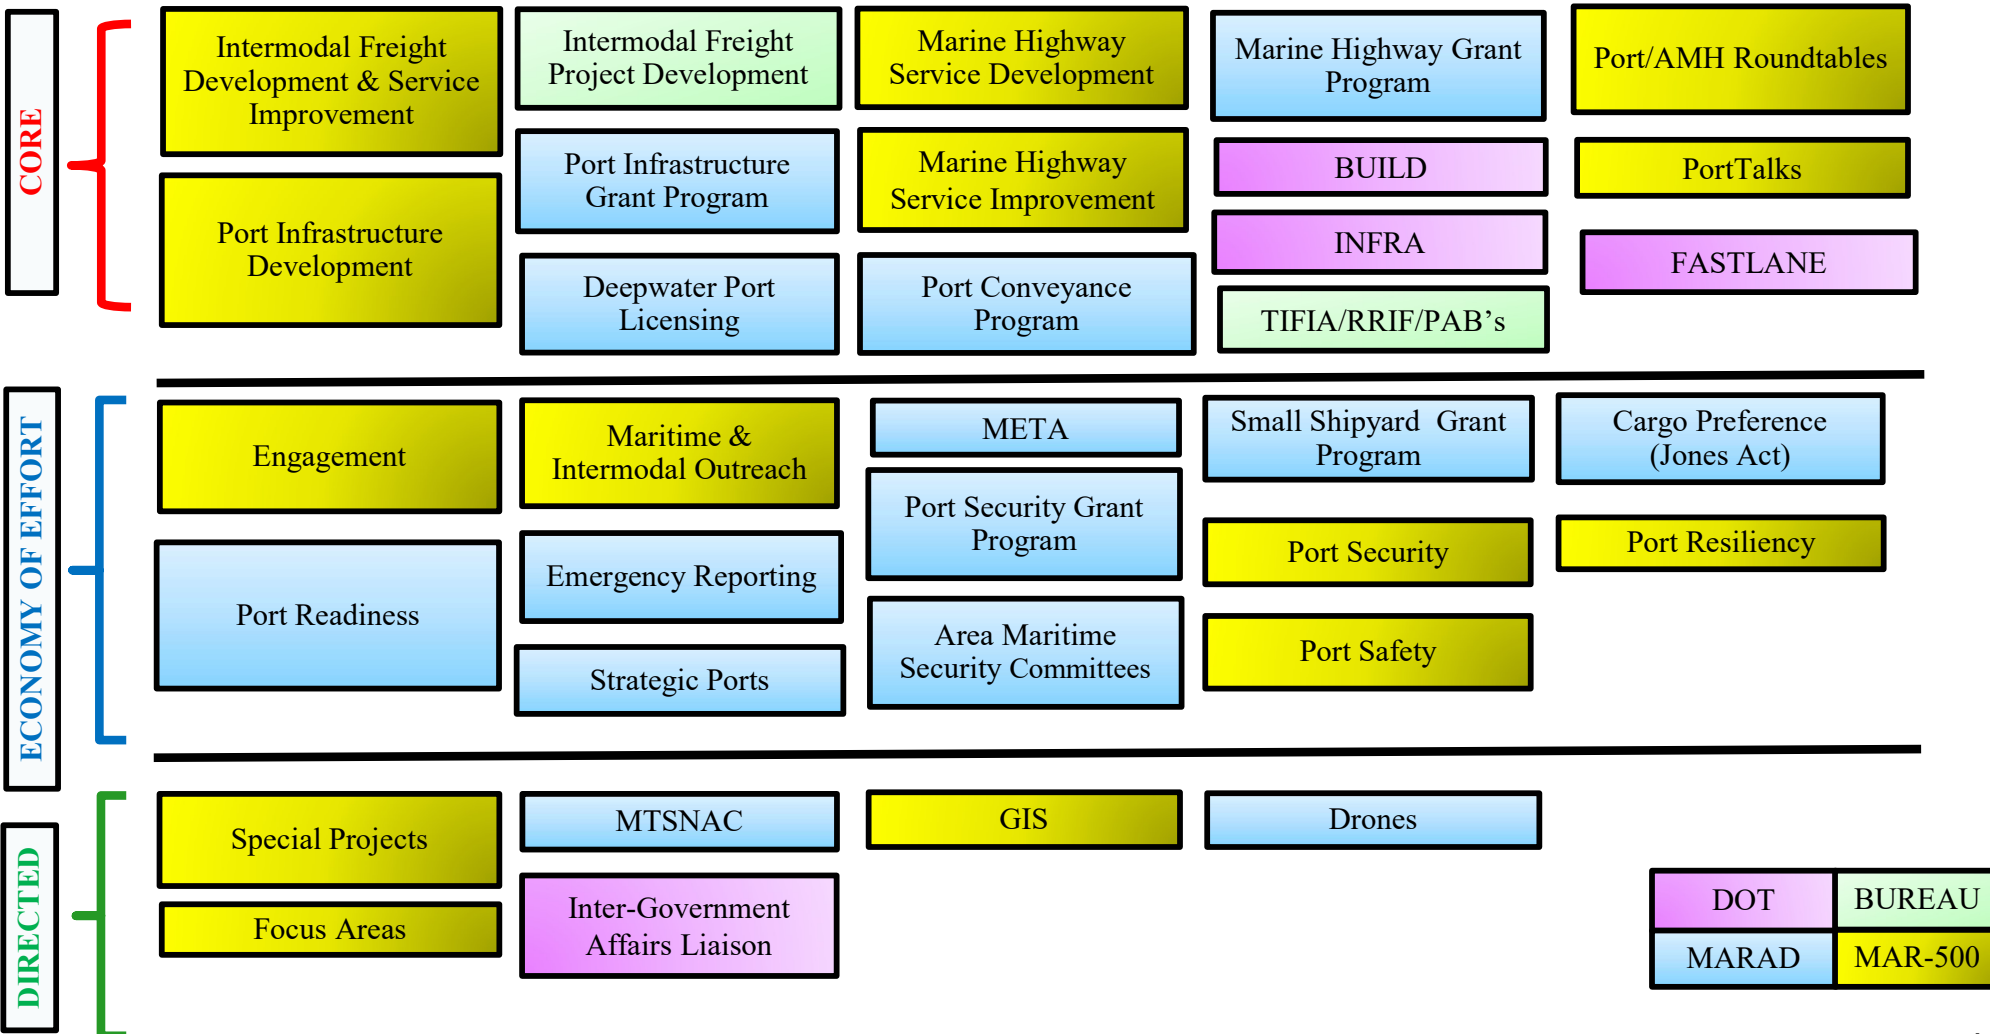 CORE
Intermodal Freight
Development & Service
Improvement
Port Infrastructure
Development
Intermodal Freight
Project Development
Port Infrastructure
Grant Program
Deepwater Port
Licensing
Marine Highway
Service Development
Marine Highway
Service Improvement
Port Conveyance
Program
Marine Highway Grant
Program
BUILD
INFRA
TIFIA/RRIF/PAB’s
Port/AMH Roundtables
PortTalks
FASTLANE
ECONOMY OF EFFORT
Engagement
Port Readiness
Maritime &
Intermodal Outreach
Emergency Reporting
Strategic Ports
META
Port Security Grant
Program
Area Maritime
Security Committees
Small Shipyard Grant
Program
Port Security
Port Safety
Cargo Preference
(Jones Act)
Port Resiliency
DIRECTED
Special Projects
Focus Areas
MTSNAC
Inter-Government
Affairs Liaison
GIS
Drones
DOT
BUREAU
MARAD
MAR-500